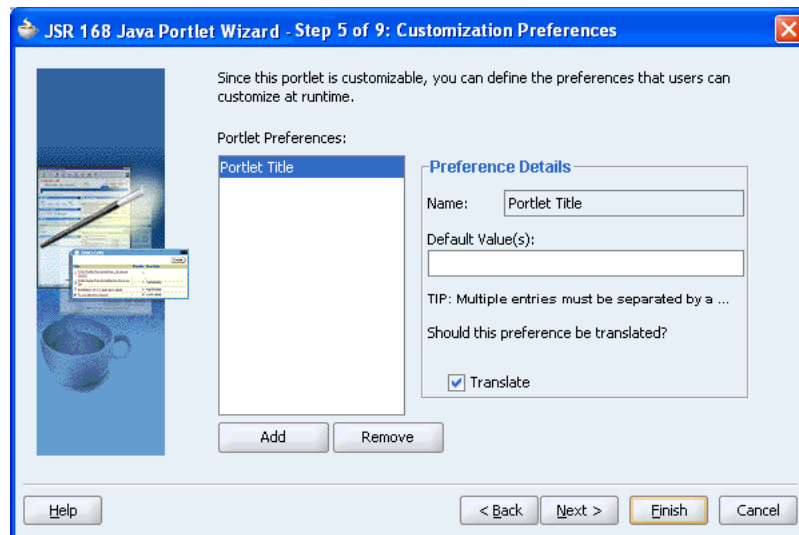 JSR 168 Java Portlet Wizard - Step 5 of 9: Customization Preferences
Since this portlet is customizable, you can define the preferences that users can
customize at runtime.
Portlet Preferences:
Portlet Title
Preference Details
Name: Portlet Title
Default Value(s):
TIP: Multiple entries must be separated by a ...
Should this preference be translated?
Translate
Add Remove
Help < Back Next > Finish Cancel